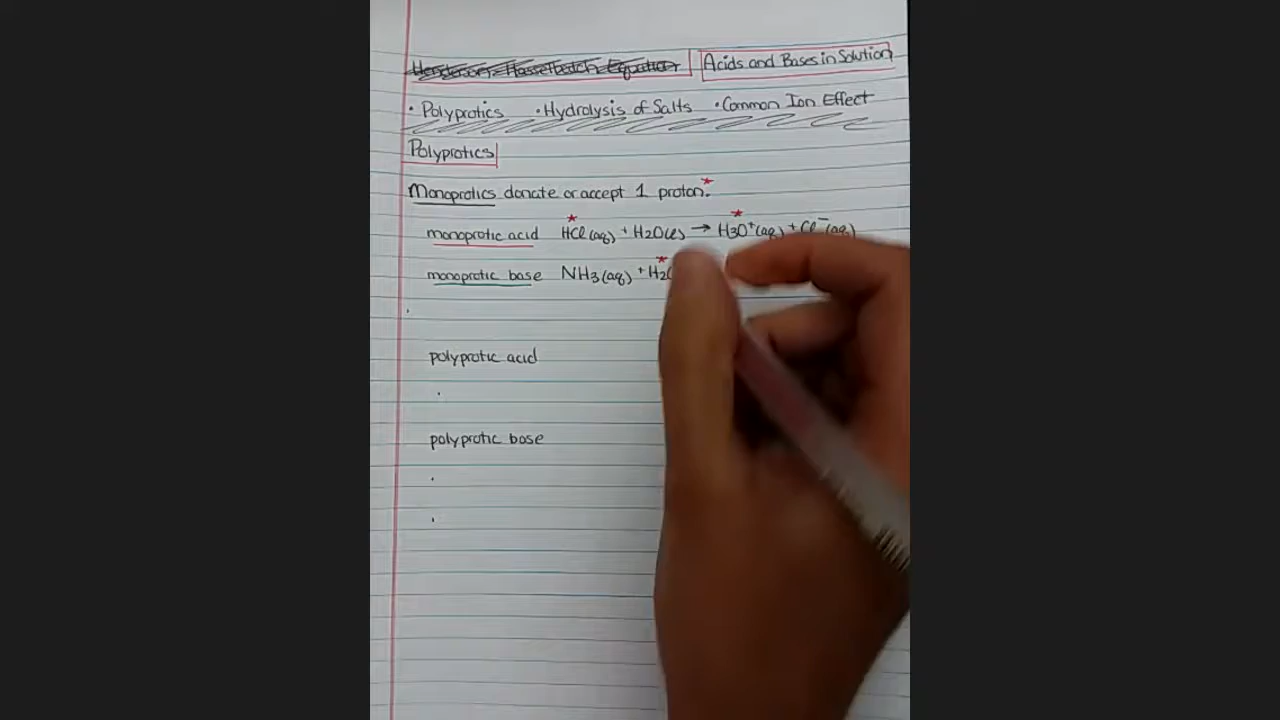 Henderson-Hasselbalch Equation Acids and Bases in Solution
• Polyprotics • Hydrolysis of Salts • Common Ion Effect
Polyprotics
Monoprotics donate or accept 1 proton.
monoprotic acid HCl(aq) + H2O(l) → H3O+(aq) + Cl⁻(aq)
monoprotic base NH3(aq) + H2
polyprotic acid
polyprotic base